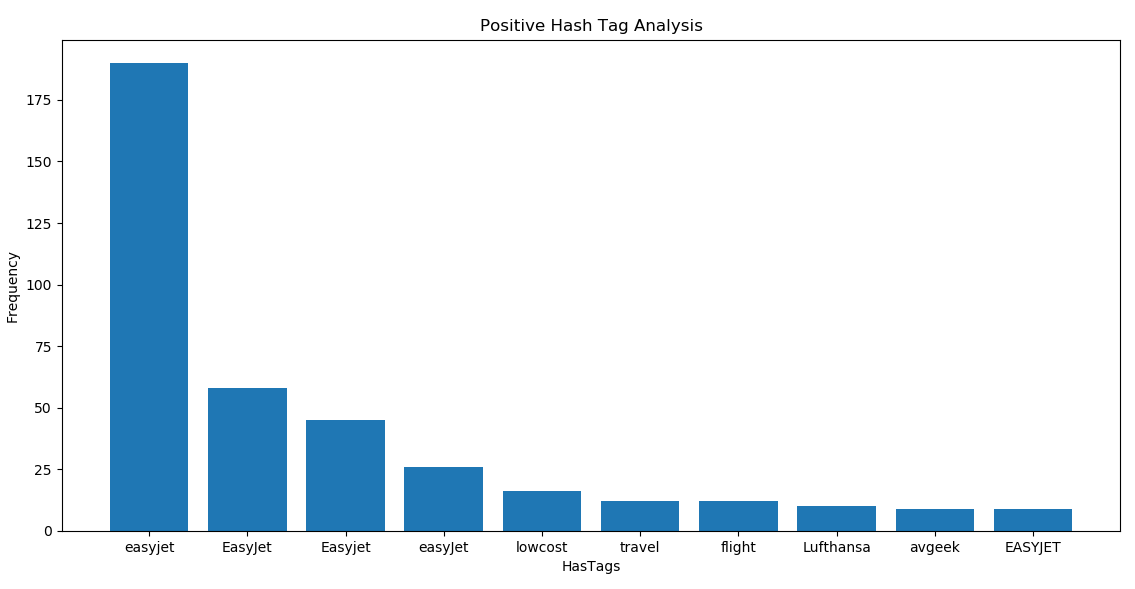 Positive Hash Tag Analysis
175
150
125
100
75
50
25
0
Frequency
easyjet EasyJet Easyjet easyJet lowcost travel flight Lufthansa avgeek EASYJET
HasTags